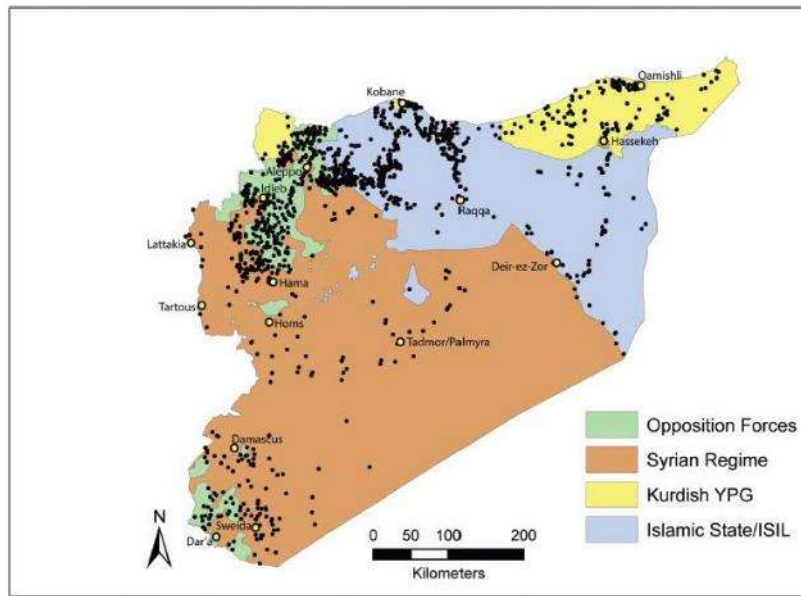 Qamishli
Kobane
Hassekeh
Aleppo
Idleb
Raqqa
Lattakia
Deir-ez-Zor
Hama
Tartous
Homs
Tadmor/Palmyra
Opposition Forces
Damascus
Syrian Regime
Kurdish YPG
N
Sweida
Islamic State/ISIL
Dar'a
0 50 100 200
Kilometers